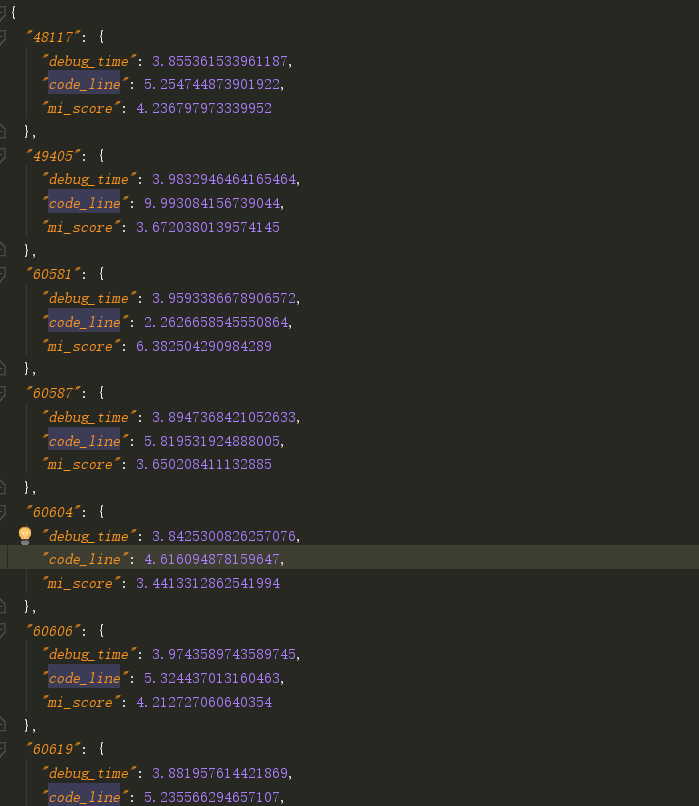 {
"48117": {
"debug_time": 3.855361533961187,
"code_line": 5.254744873901922,
"mi_score": 4.236797973339952
},
"49405": {
"debug_time": 3.9832946464165464,
"code_line": 9.993084156739044,
"mi_score": 3.6720380139574145
},
"60581": {
"debug_time": 3.9593386678906572,
"code_line": 2.2626658545550864,
"mi_score": 6.382504290984289
},
"60587": {
"debug_time": 3.8947368421052633,
"code_line": 5.819531924888005,
"mi_score": 3.650208411132885
},
"60604": {
"debug_time": 3.8425300826257076,
"code_line": 4.616094878159647,
"mi_score": 3.4413312862541994
},
"60606": {
"debug_time": 3.9743589743589745,
"code_line": 5.324437013160463,
"mi_score": 4.212727060640354
},
"60619": {
"debug_time": 3.881957614421869,
"code_line": 5.235566294657107,